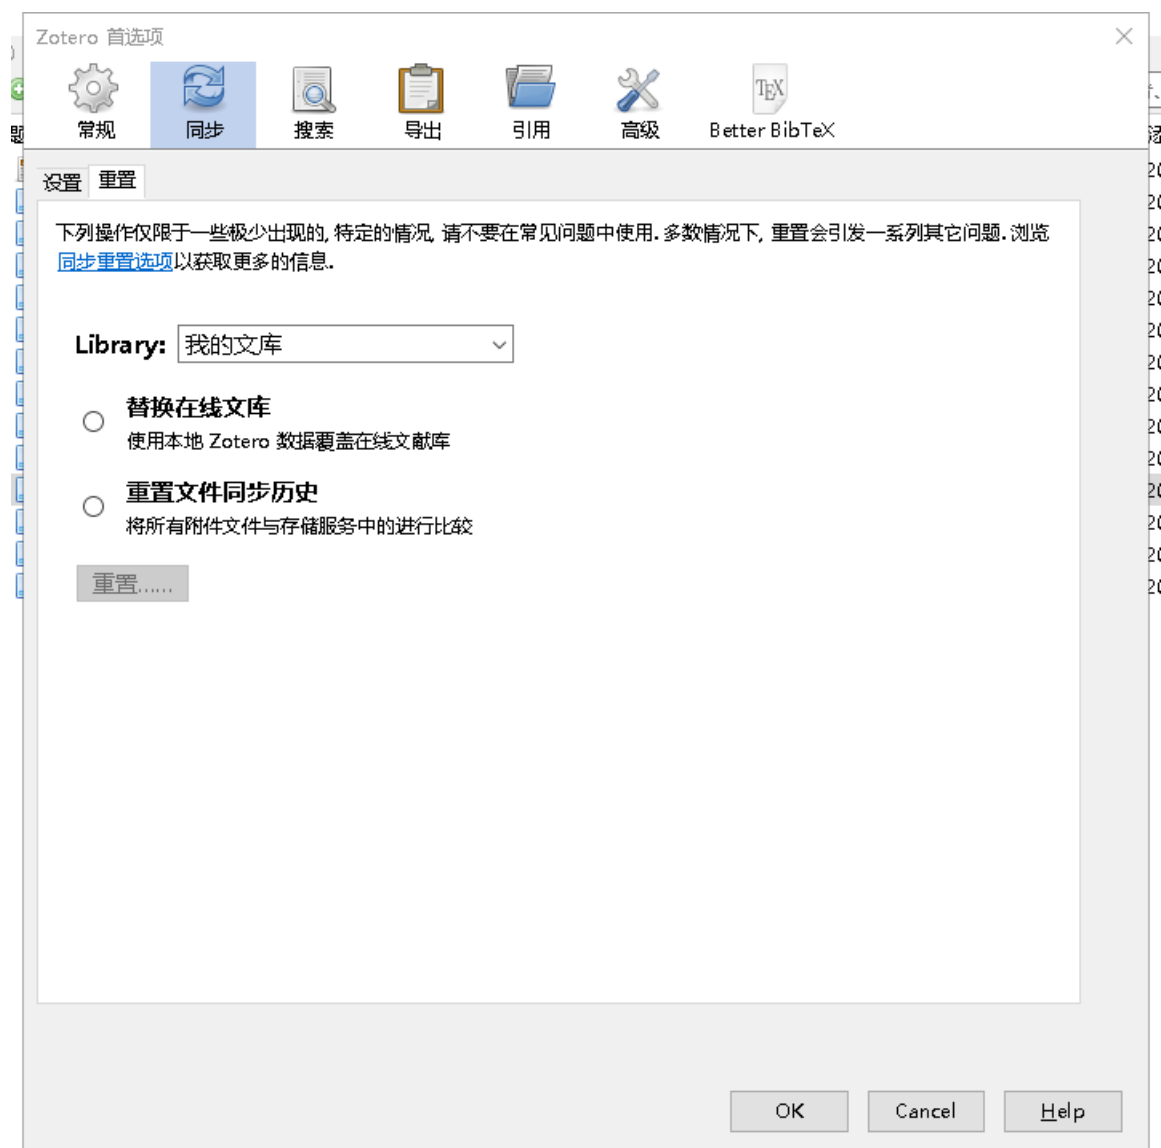 Zotero 首选项
常规 同步 搜索 导出 引用 高级 Better BibTeX
设置 重置
下列操作仅限于一些极少出现的, 特定的情况, 请不要在常见问题中使用. 多数情况下, 重置会引发一系列其它问题. 浏览
同步重置选项以获取更多的信息.
Library: 我的文库
替换在线文库
使用本地 Zotero 数据覆盖在线文献库
重置文件同步历史
将所有附件文件与存储服务中的进行比较
重置......
OK Cancel Help